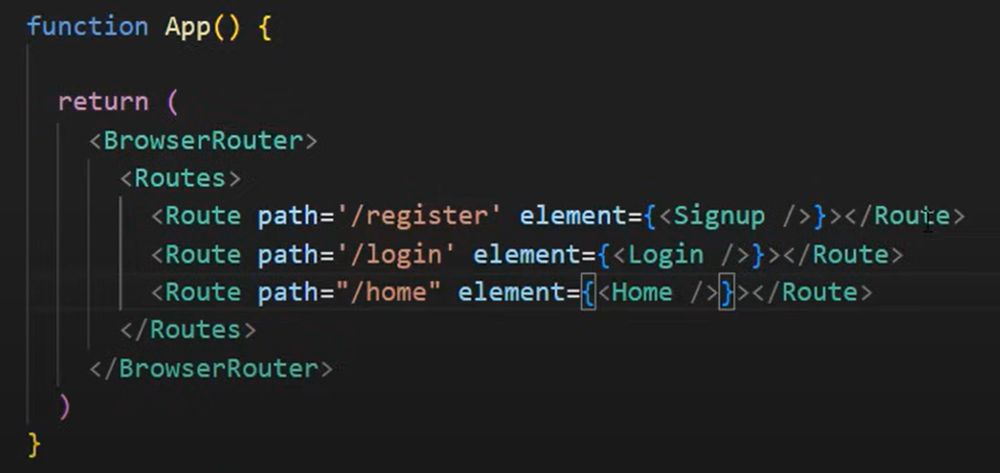 function App() {
return (
<BrowserRouter>
<Routes>
<Route path='/register' element={<Signup />}></Route>
<Route path='/login' element={<Login />}></Route>
<Route path="/home" element={<Home />}></Route>
</Routes>
</BrowserRouter>
)
}